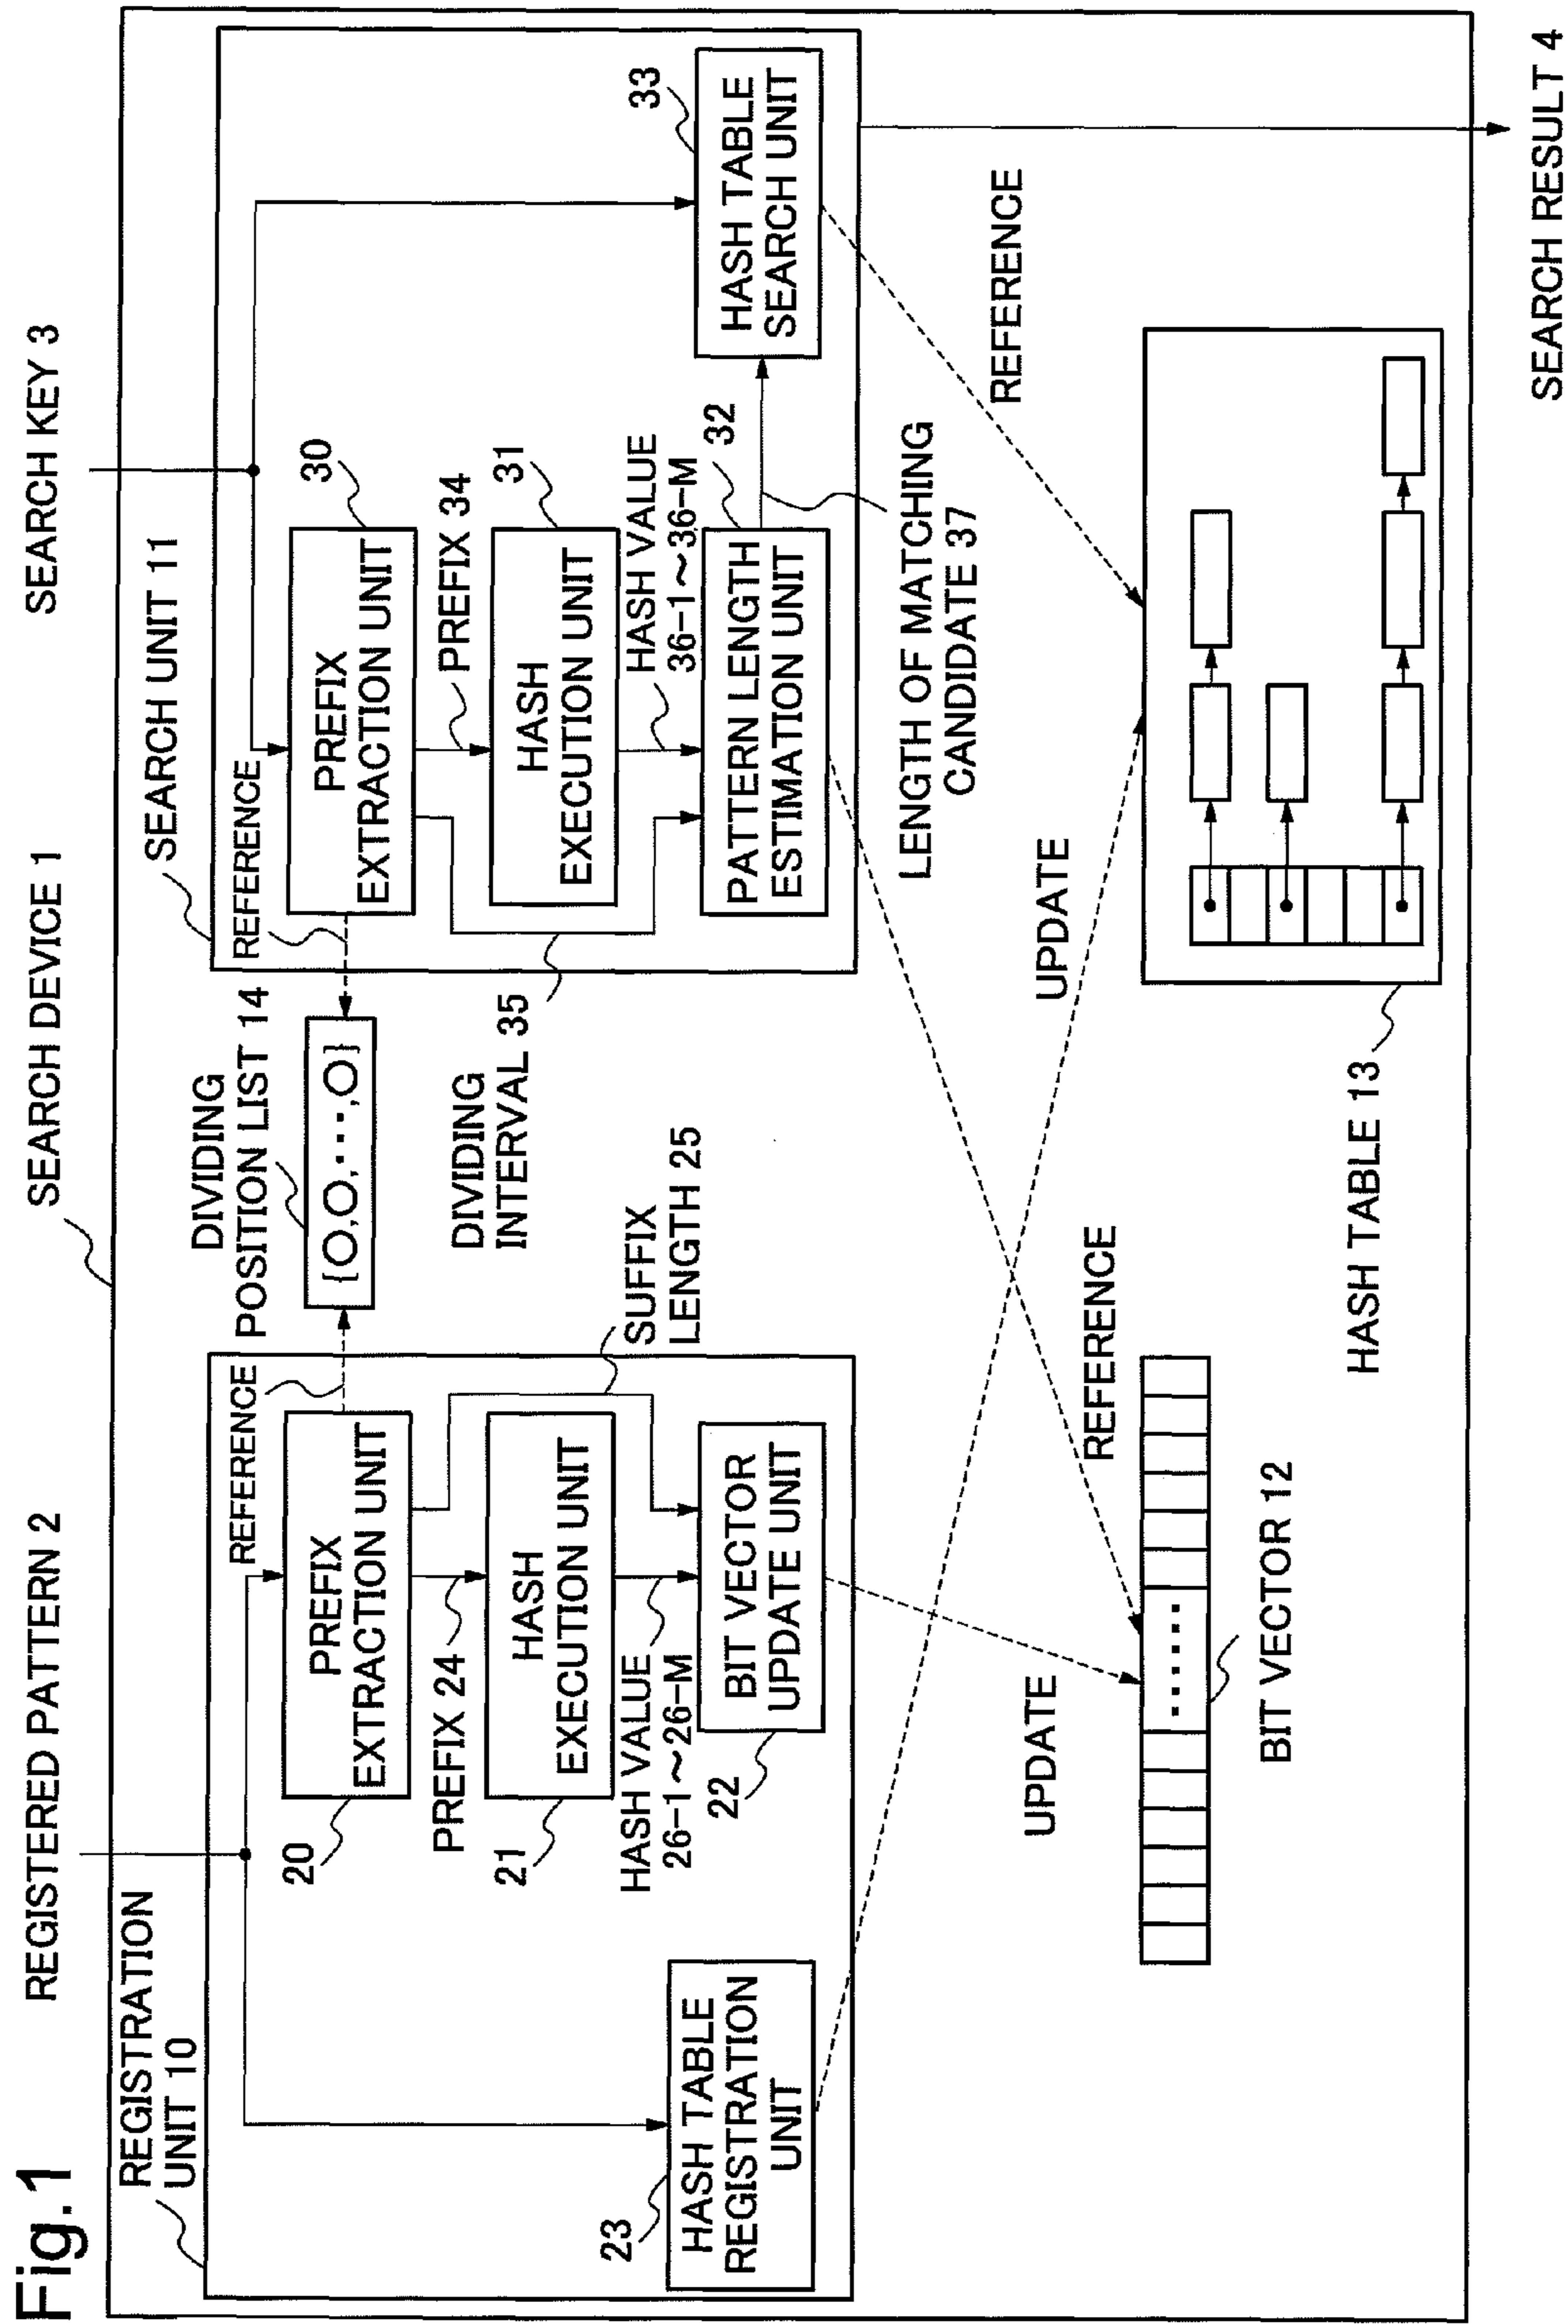 Fig.1
REGISTERED PATTERN 2
SEARCH DEVICE 1
SEARCH KEY 3
REGISTRATION
UNIT 10
SEARCH UNIT 11
REFERENCE
DIVIDING
POSITION LIST 14
{O,O,···,O}
REFERENCE
20
PREFIX
EXTRACTION UNIT
PREFIX 24
21
HASH
EXECUTION UNIT
HASH VALUE
26-1~26-M
SUFFIX
LENGTH 25
22
BIT VECTOR
UPDATE UNIT
23
HASH TABLE
REGISTRATION
UNIT
30
PREFIX
EXTRACTION UNIT
PREFIX 34
31
HASH
EXECUTION UNIT
HASH VALUE
36-1~36-M
DIVIDING
INTERVAL 35
32
PATTERN LENGTH
ESTIMATION UNIT
33
HASH TABLE
SEARCH UNIT
LENGTH OF MATCHING
CANDIDATE 37
UPDATE
REFERENCE
UPDATE
REFERENCE
······
BIT VECTOR 12
HASH TABLE 13
SEARCH RESULT 4